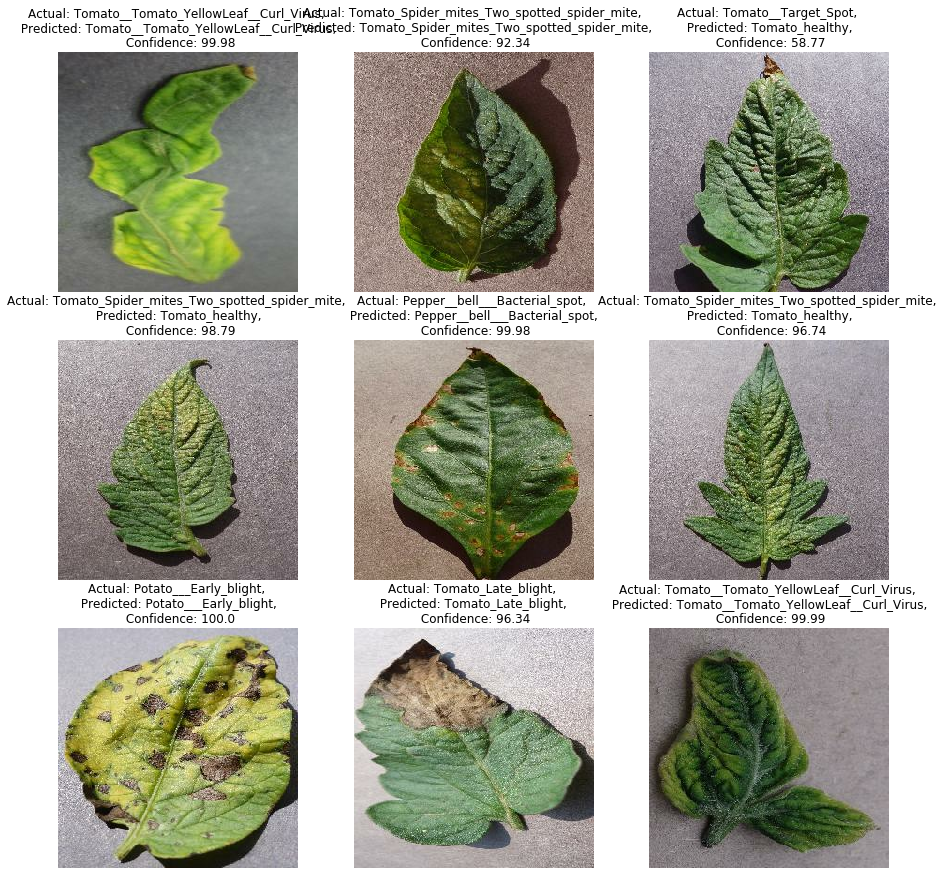 Actual: Tomato__Tomato_YellowLeaf__Curl_Virus,
Predicted: Tomato__Tomato_YellowLeaf__Curl_Virus,
Confidence: 99.98
Actual: Tomato_Spider_mites_Two_spotted_spider_mite,
Predicted: Tomato_Spider_mites_Two_spotted_spider_mite,
Confidence: 92.34
Actual: Tomato__Target_Spot,
Predicted: Tomato_healthy,
Confidence: 58.77
Actual: Tomato_Spider_mites_Two_spotted_spider_mite,
Predicted: Tomato_healthy,
Confidence: 98.79
Actual: Pepper__bell___Bacterial_spot,
Predicted: Pepper__bell___Bacterial_spot,
Confidence: 99.98
Actual: Tomato_Spider_mites_Two_spotted_spider_mite,
Predicted: Tomato_healthy,
Confidence: 96.74
Actual: Potato___Early_blight,
Predicted: Potato___Early_blight,
Confidence: 100.0
Actual: Tomato_Late_blight,
Predicted: Tomato_Late_blight,
Confidence: 96.34
Actual: Tomato__Tomato_YellowLeaf__Curl_Virus,
Predicted: Tomato__Tomato_YellowLeaf__Curl_Virus,
Confidence: 99.99